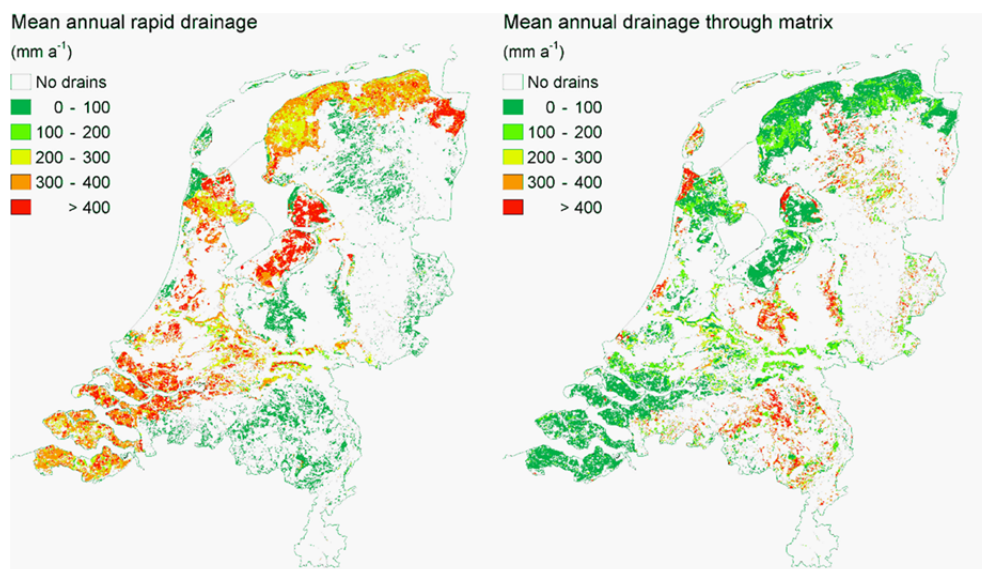 Mean annual rapid drainage
(mm a⁻¹)
No drains
0 - 100
100 - 200
200 - 300
300 - 400
> 400
Mean annual drainage through matrix
(mm a⁻¹)
No drains
0 - 100
100 - 200
200 - 300
300 - 400
> 400